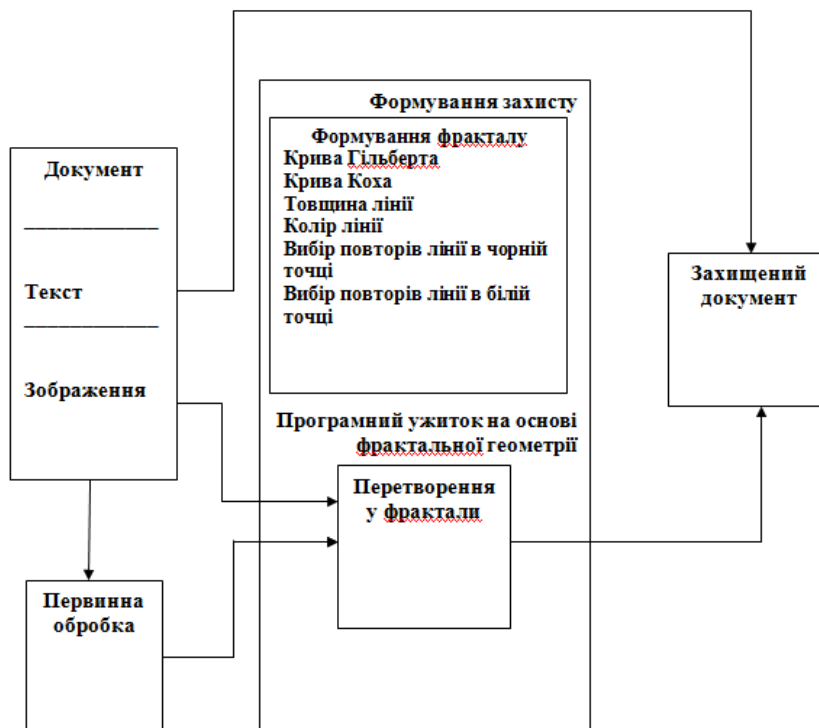 Формування захисту
Формування фракталу
Крива Гільберта
Крива Коха
Товщина лінії
Колір лінії
Вибір повторів лінії в чорній
точці
Вибір повторів лінії в білій
точці
Документ
Текст
Зображення
Захищений
документ
Програмний ужиток на основі
фрактальної геометрії
Перетворення
у фрактали
Первинна
обробка